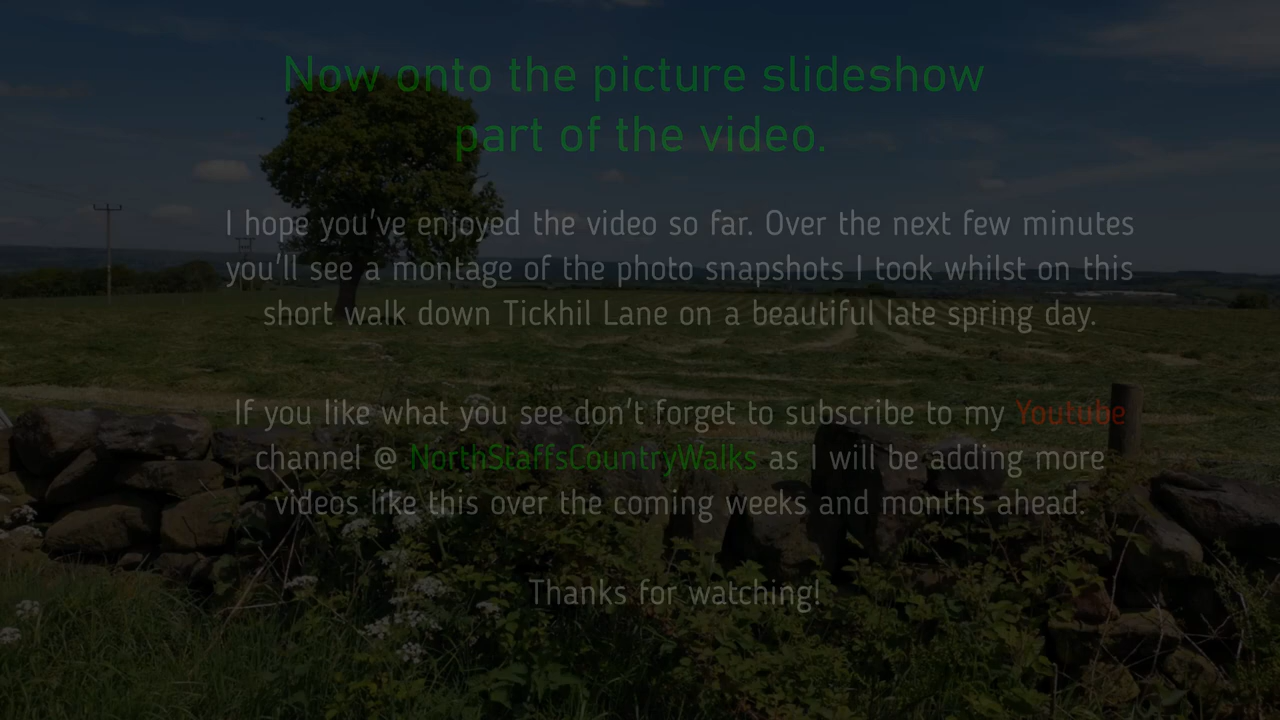 Now onto the picture slideshow
part of the video.
I hope you've enjoyed the video so far. Over the next few minutes
you'll see a montage of the photo snapshots I took whilst on this
short walk down Tickhil Lane on a beautiful late spring day.
If you like what you see don't forget to subscribe to my Youtube
channel @ NorthStaffsCountryWalks as will be adding more
videos like this over the coming weeks and months ahead.
Thanks for watching!